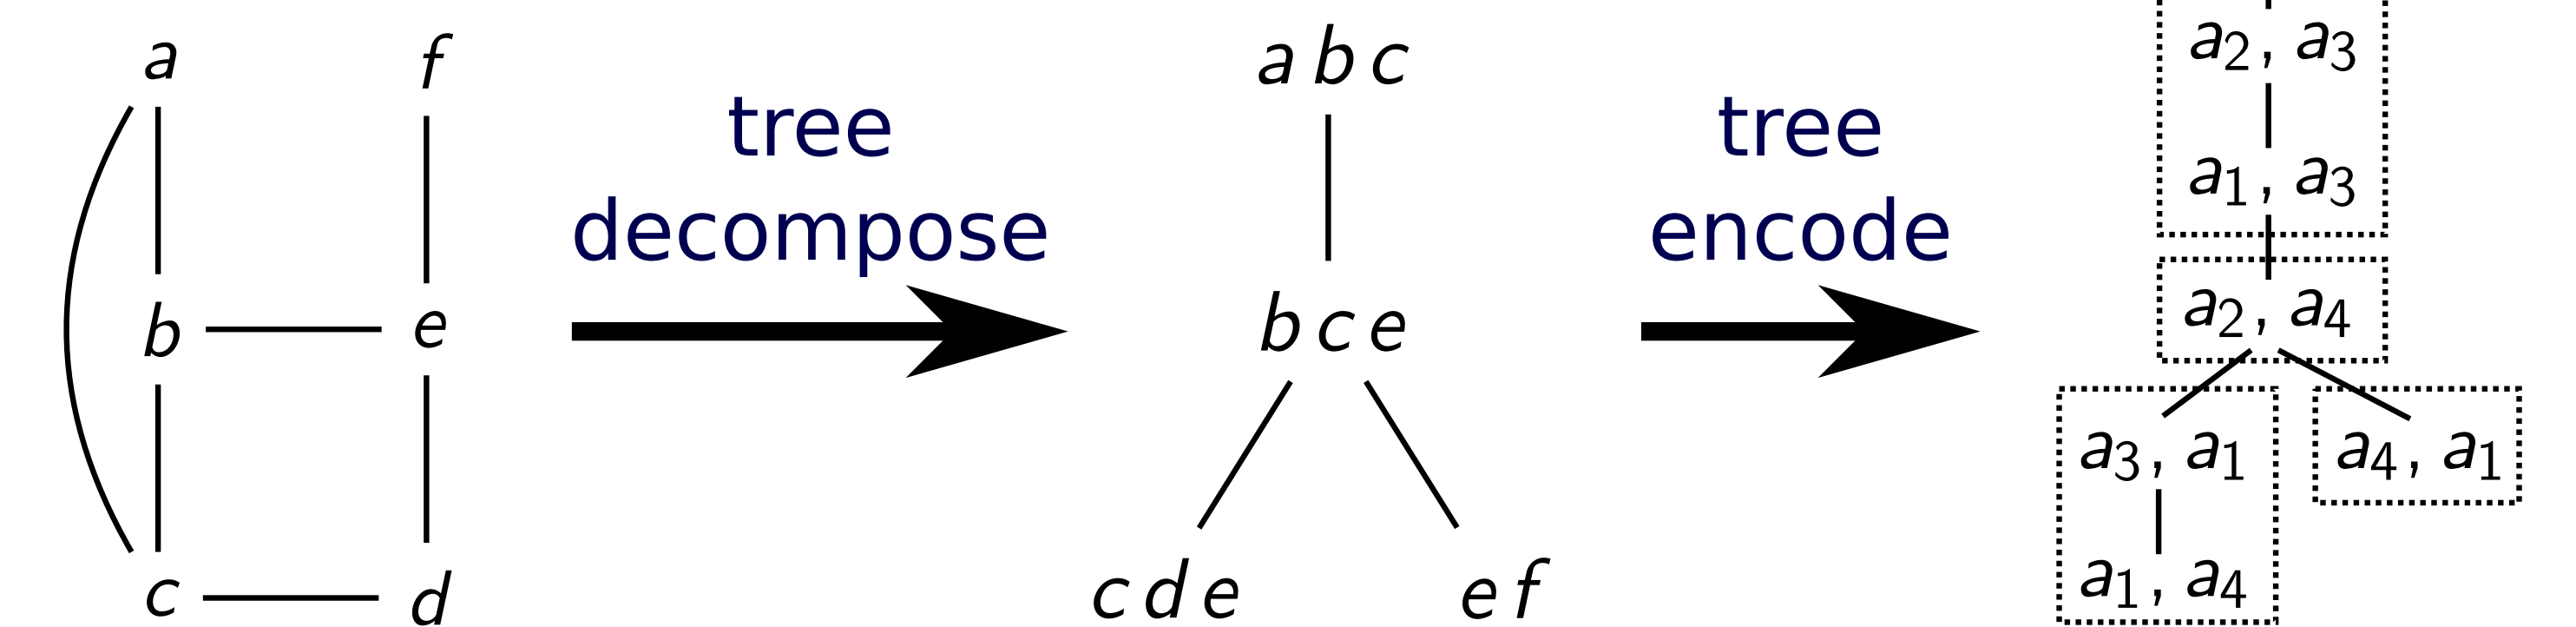 a
f
b
e
c
d
tree
decompose
a b c
b c e
c d e
e f
tree
encode
a₂, a₃
a₁, a₃
a₂, a₄
a₃, a₁
a₄, a₁
a₁, a₄